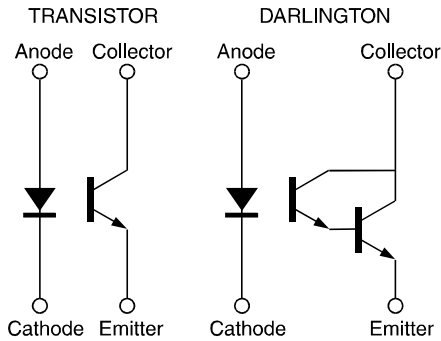 TRANSISTOR DARLINGTON
Anode Collector Anode Collector
Cathode Emitter Cathode Emitter